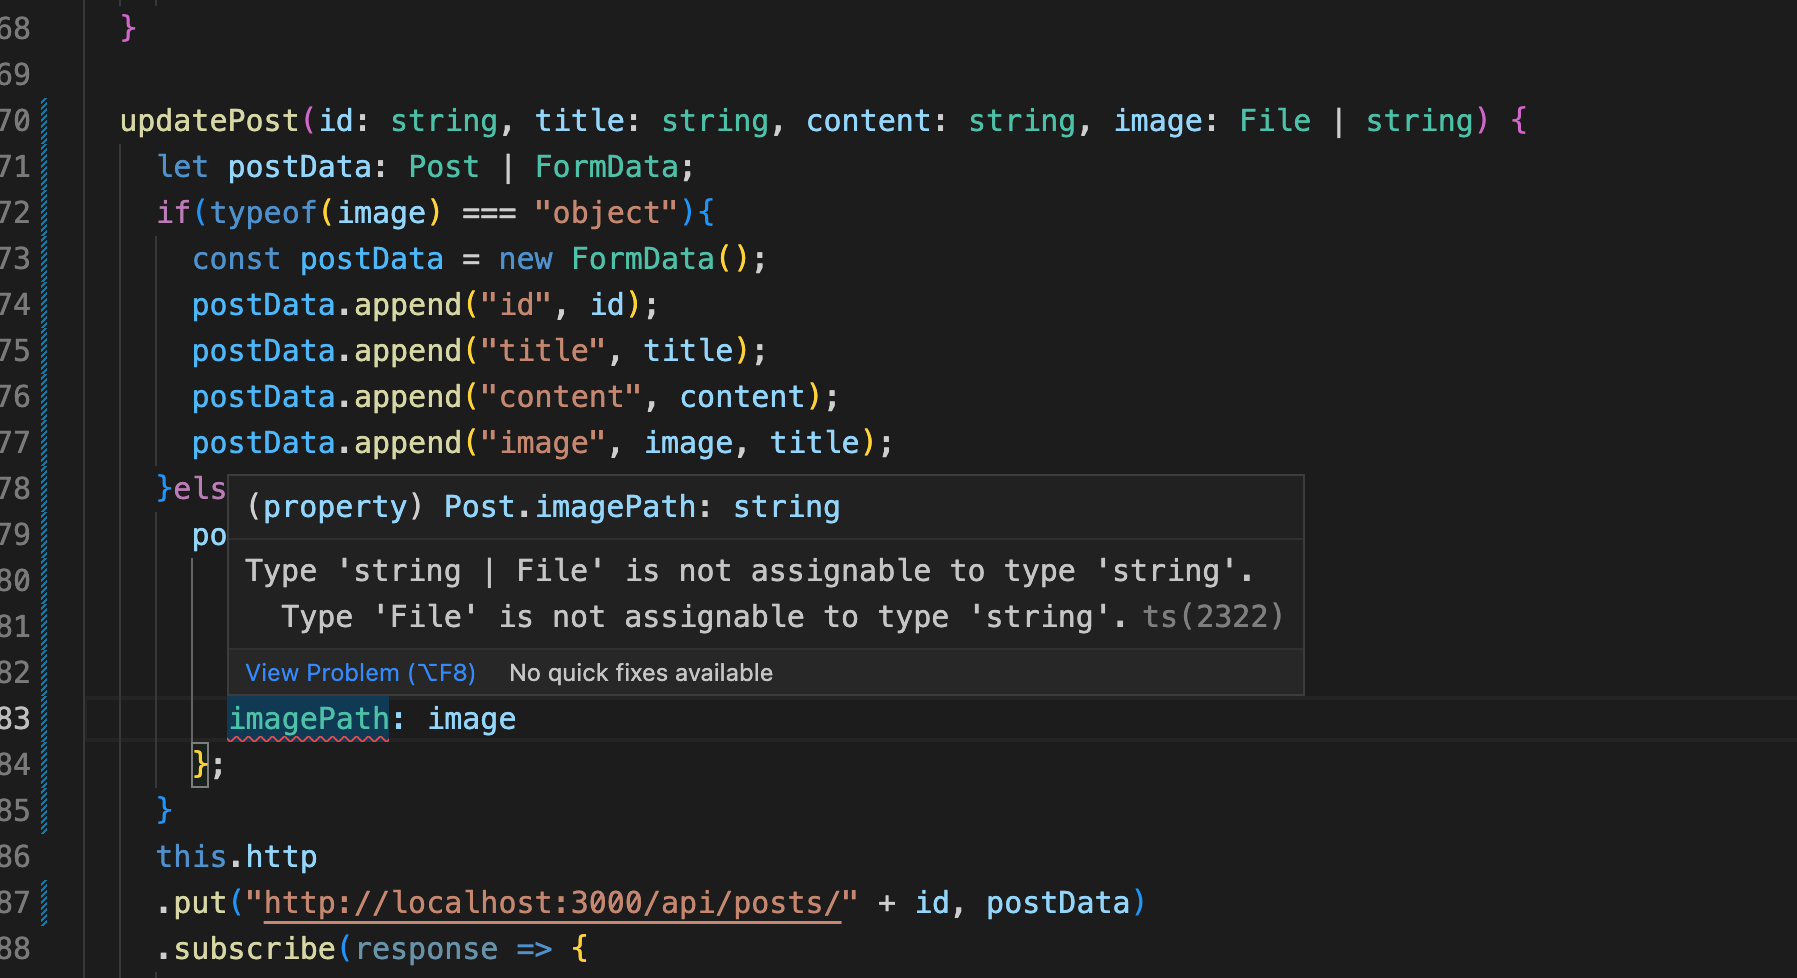 68 }
69
70 updatePost(id: string, title: string, content: string, image: File | string) {
71 let postData: Post | FormData;
72 if(typeof(image) === "object"){
73 const postData = new FormData();
74 postData.append("id", id);
75 postData.append("title", title);
76 postData.append("content", content);
77 postData.append("image", image, title);
78 }els
(property) Post.imagePath: string
79 po
Type 'string | File' is not assignable to type 'string'.
80
Type 'File' is not assignable to type 'string'. ts(2322)
81
82
View Problem (⌥F8) No quick fixes available
83 imagePath: image
84 };
85 }
86 this.http
87 .put("http://localhost:3000/api/posts/" + id, postData)
88 .subscribe(response => {